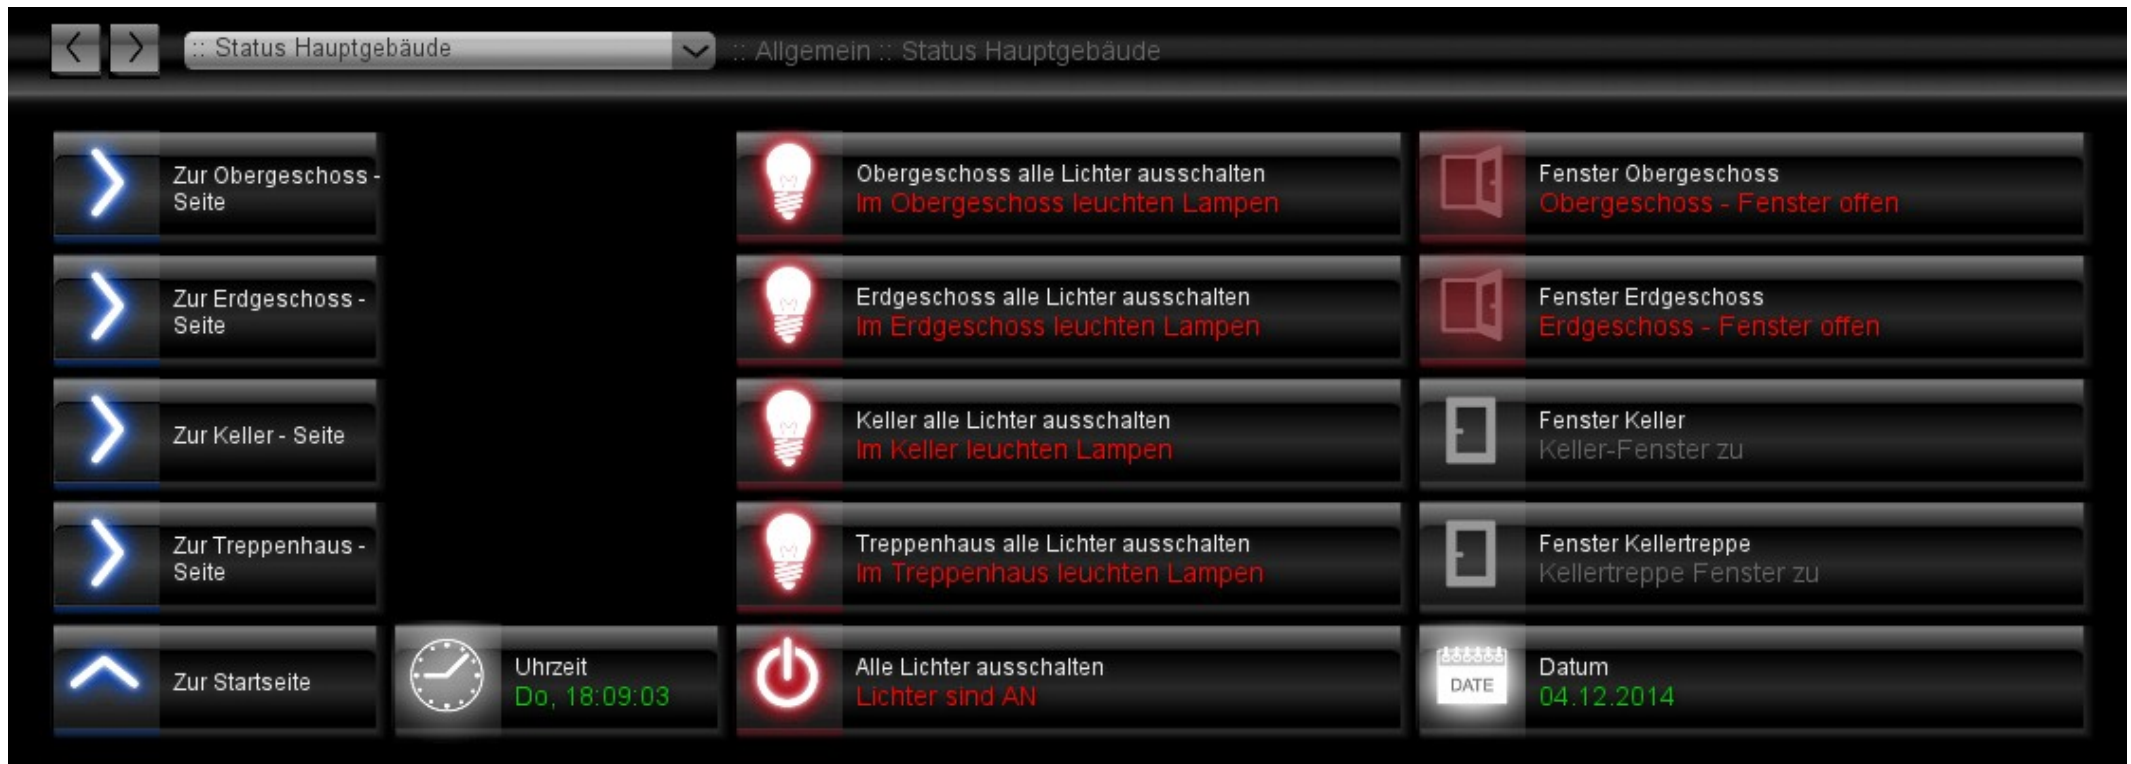 :: Status Hauptgebäude
:: Allgemein :: Status Hauptgebäude
Zur Obergeschoss -
Seite
Obergeschoss alle Lichter ausschalten
Im Obergeschoss leuchten Lampen
Fenster Obergeschoss
Obergeschoss - Fenster offen
Zur Erdgeschoss -
Seite
Erdgeschoss alle Lichter ausschalten
Im Erdgeschoss leuchten Lampen
Fenster Erdgeschoss
Erdgeschoss - Fenster offen
Zur Keller - Seite
Keller alle Lichter ausschalten
Im Keller leuchten Lampen
Fenster Keller
Keller-Fenster zu
Zur Treppenhaus -
Seite
Treppenhaus alle Lichter ausschalten
Im Treppenhaus leuchten Lampen
Fenster Kellertreppe
Kellertreppe Fenster zu
Zur Startseite
Uhrzeit
Do, 18:09:03
Alle Lichter ausschalten
Lichter sind AN
DATE
Datum
04.12.2014